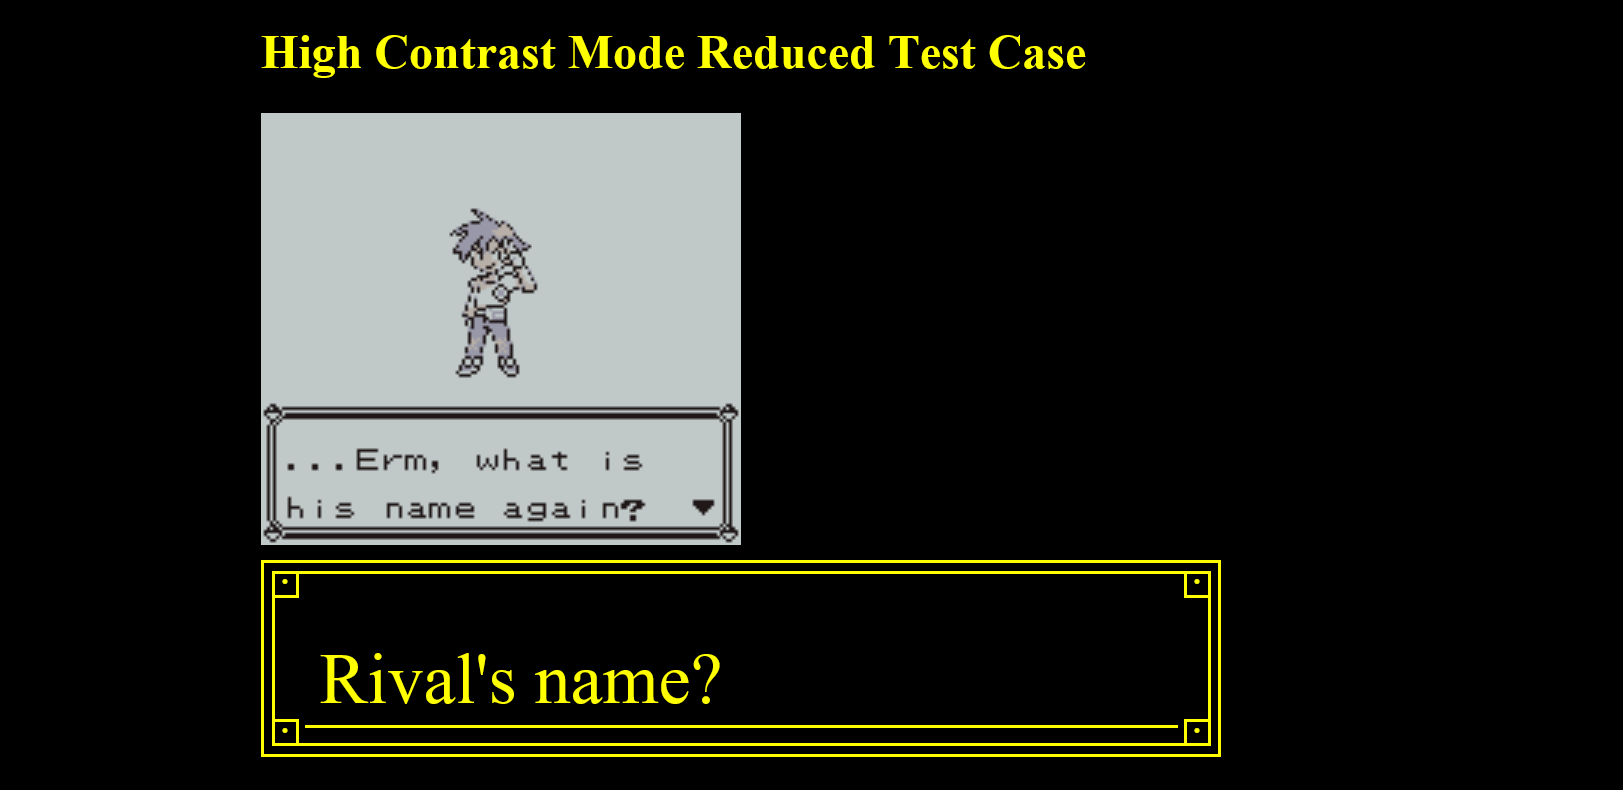 High Contrast Mode Reduced Test Case
...Erm, what is
his name again?
Rival's name?